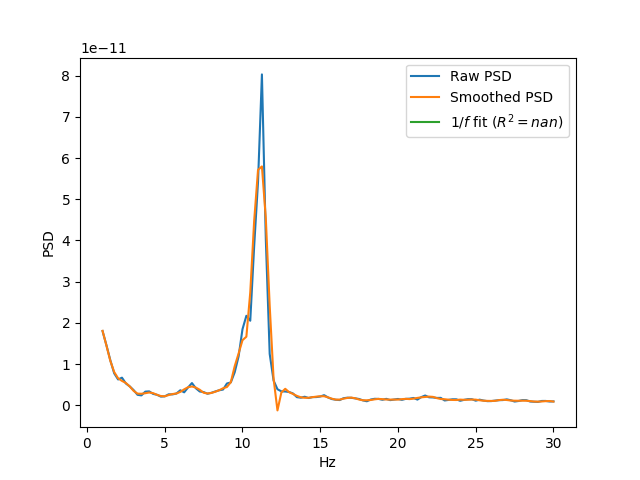 1e−11
Raw PSD
Smoothed PSD
1/f fit (R² = nan)
8
7
6
5
4
3
2
1
0
PSD
0 5 10 15 20 25 30
Hz